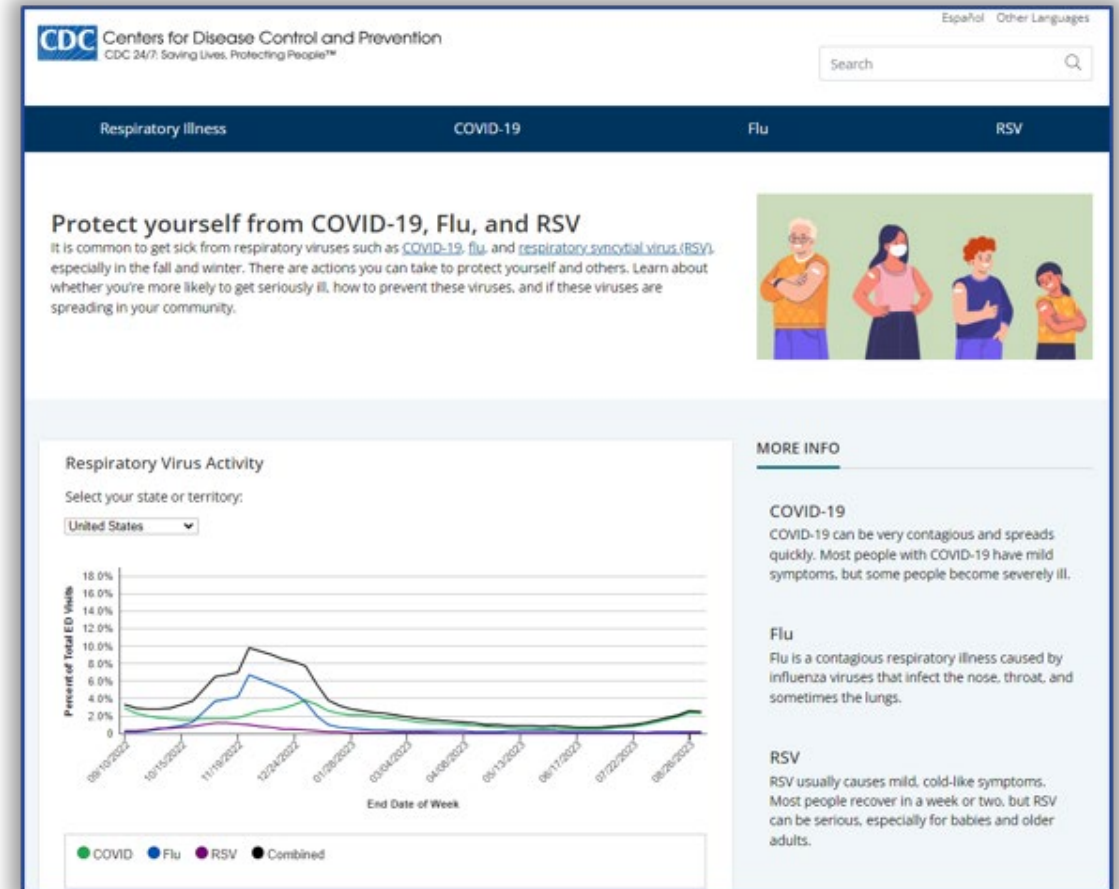 Español Other Languages
CDC Centers for Disease Control and Prevention
CDC 24/7: Saving Lives, Protecting People™
Search
Respiratory Illness COVID-19 Flu RSV
Protect yourself from COVID-19, Flu, and RSV
It is common to get sick from respiratory viruses such as COVID-19, flu, and respiratory syncytial virus (RSV),
especially in the fall and winter. There are actions you can take to protect yourself and others. Learn about
whether you're more likely to get seriously ill, how to prevent these viruses, and if these viruses are
spreading in your community.
Respiratory Virus Activity
Select your state or territory:
United States
Percent of Total ED Visits
18.0%
16.0%
14.0%
12.0%
10.0%
8.0%
6.0%
4.0%
2.0%
0
09/10/2022
10/15/2022
11/19/2022
12/24/2022
01/28/2023
03/04/2023
04/08/2023
05/13/2023
06/17/2023
07/22/2023
08/26/2023
End Date of Week
COVID Flu RSV Combined
MORE INFO
COVID-19
COVID-19 can be very contagious and spreads
quickly. Most people with COVID-19 have mild
symptoms, but some people become severely ill.
Flu
Flu is a contagious respiratory illness caused by
influenza viruses that infect the nose, throat, and
sometimes the lungs.
RSV
RSV usually causes mild, cold-like symptoms.
Most people recover in a week or two, but RSV
can be serious, especially for babies and older
adults.